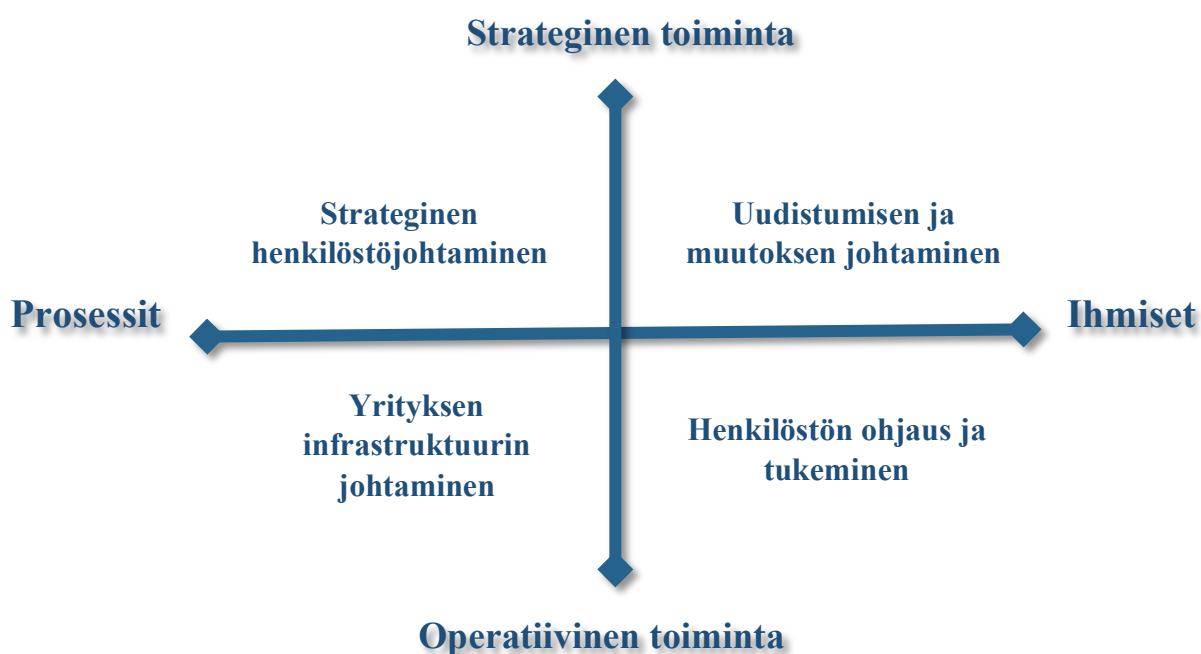 Strateginen toiminta
Strateginen
henkilöstöjohtaminen
Uudistumisen ja
muutoksen johtaminen
Prosessit
Ihmiset
Yrityksen
infrastruktuurin
johtaminen
Henkilöstön ohjaus ja
tukeminen
Operatiivinen toiminta